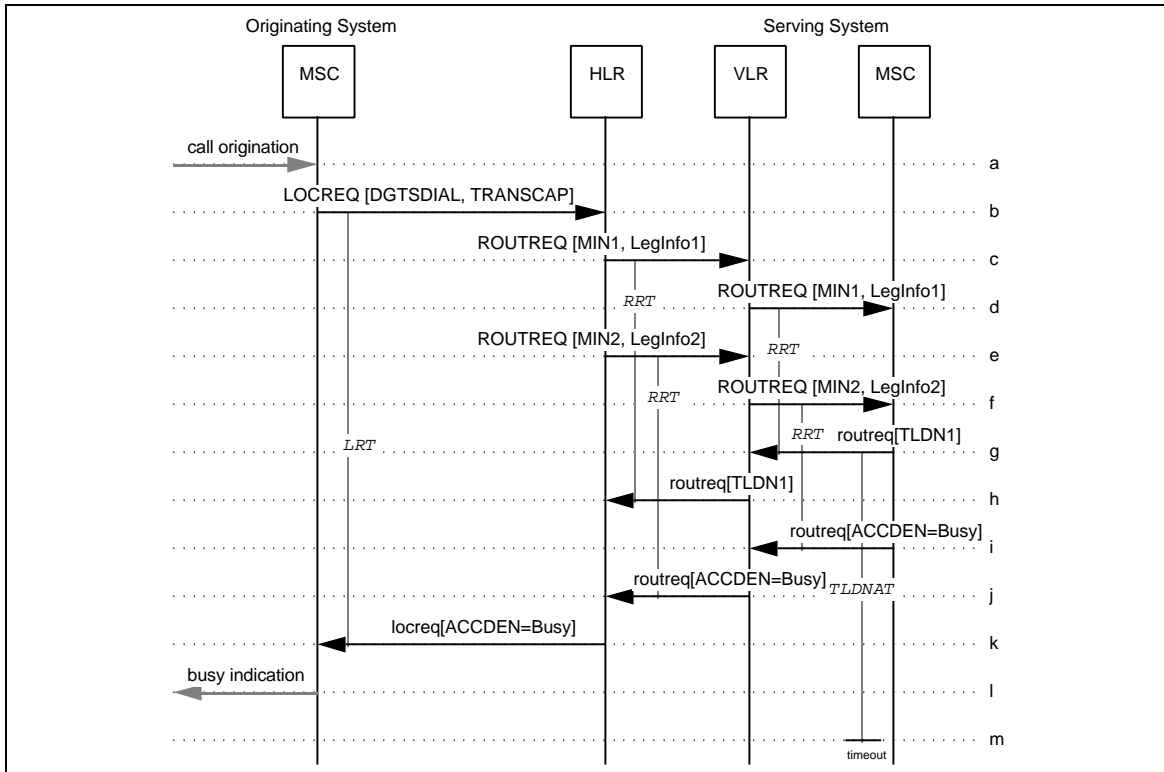 Originating System
Serving System
MSC
HLR
VLR
MSC
call origination
a
LOCREQ [DGTSDIAL, TRANSCAP]
b
ROUTREQ [MIN1, LegInfo1]
c
RRT
ROUTREQ [MIN1, LegInfo1]
d
ROUTREQ [MIN2, LegInfo2]
RRT
e
RRT
ROUTREQ [MIN2, LegInfo2]
f
LRT
RRT
routreq[TLDN1]
g
routreq[TLDN1]
h
routreq[ACCDEN=Busy]
i
routreq[ACCDEN=Busy]
TLDNAT
j
locreq[ACCDEN=Busy]
k
busy indication
l
m
timeout